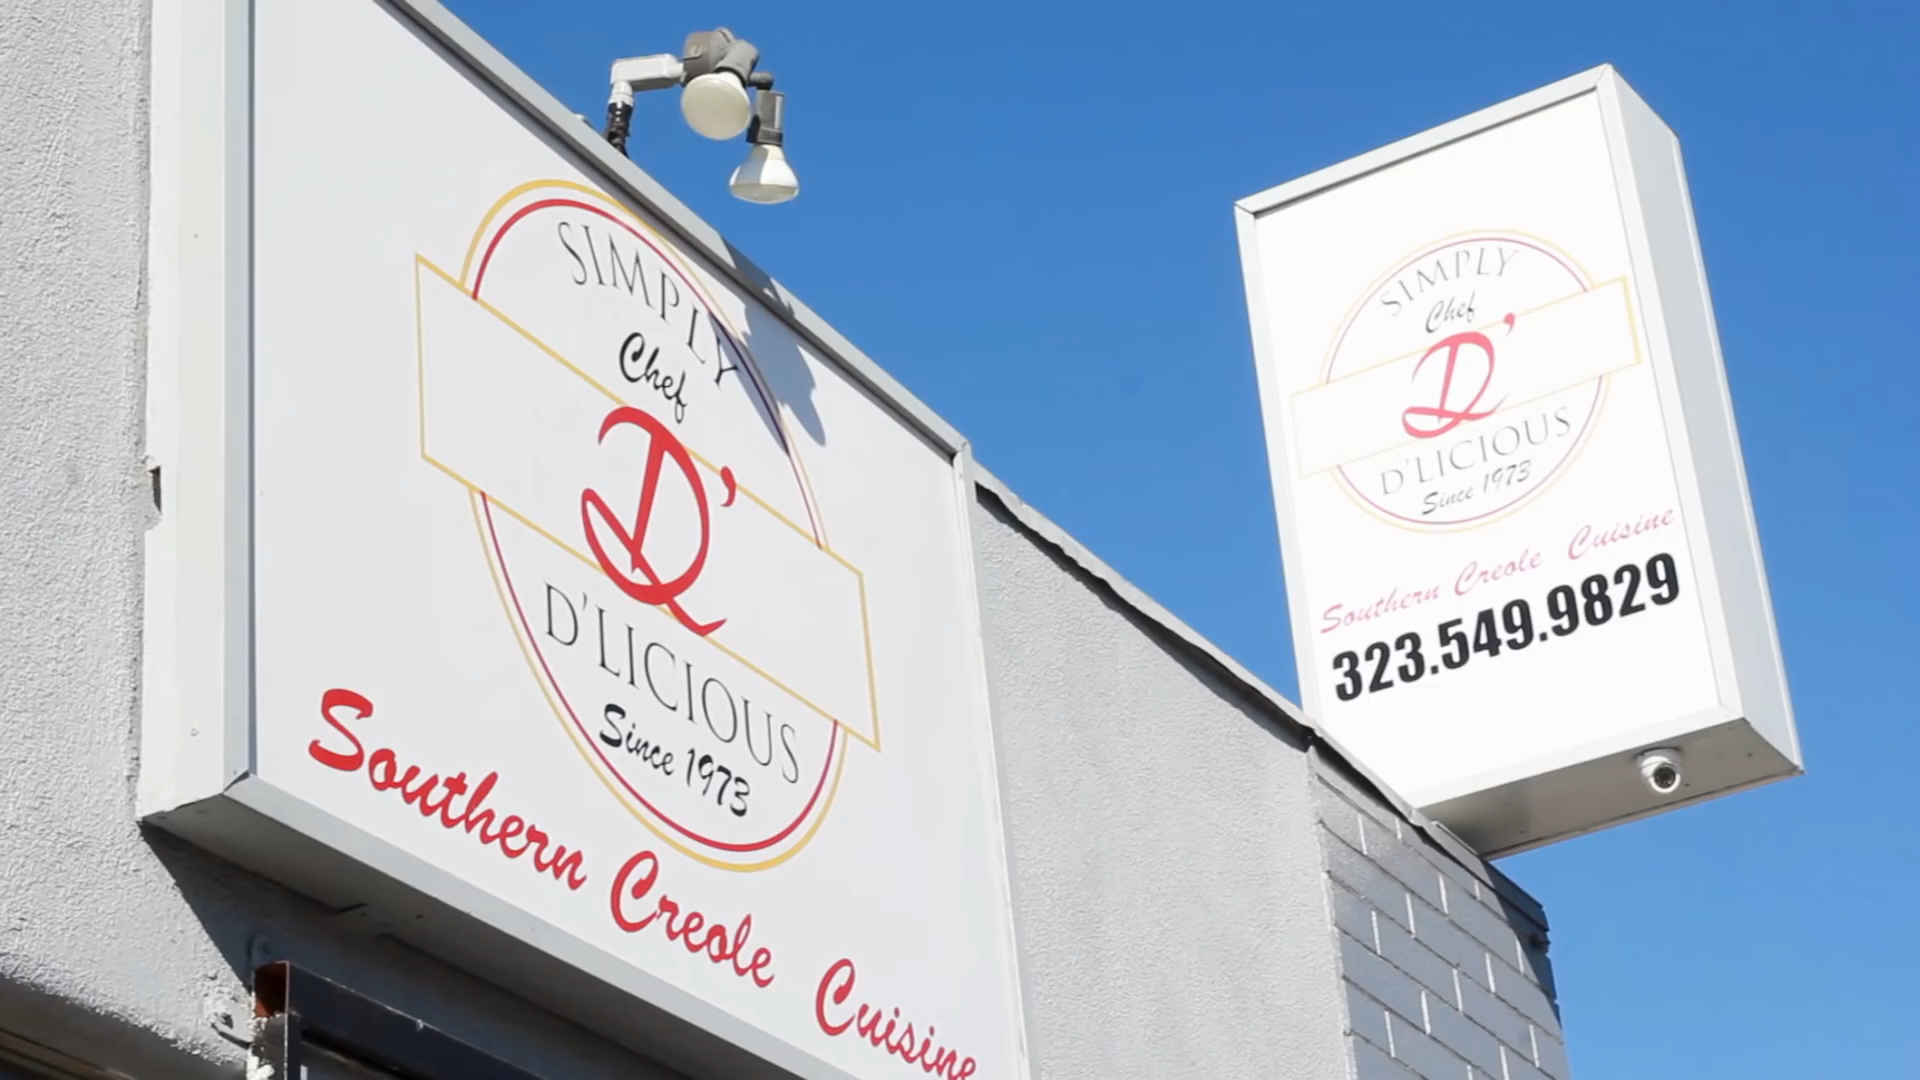 SIMPLY
Chef
D'
D'LICIOUS
Since 1973
Southern Creole Cuisine
SIMPLY
Chef
D'
D'LICIOUS
Since 1973
Southern Creole Cuisine
323.549.9829